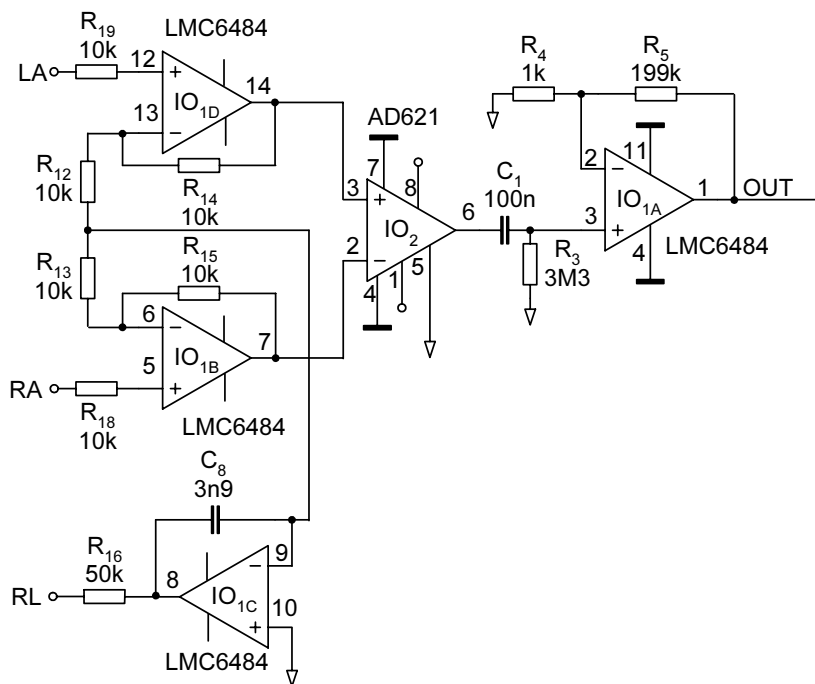 R19
10k
LMC6484
LA
12
+
IO1D
14
13
−
R12
10k
R14
10k
R13
10k
R15
10k
6
−
IO1B
7
5
+
RA
R18
10k
LMC6484
AD621
7
8
3
+
IO2
6
2
−
1
5
4
C1
100n
R3
3M3
R4
1k
R5
199k
11
2
−
IO1A
1
OUT
3
+
4
LMC6484
C8
3n9
R16
50k
RL
8
IO1C
−
9
10
+
LMC6484